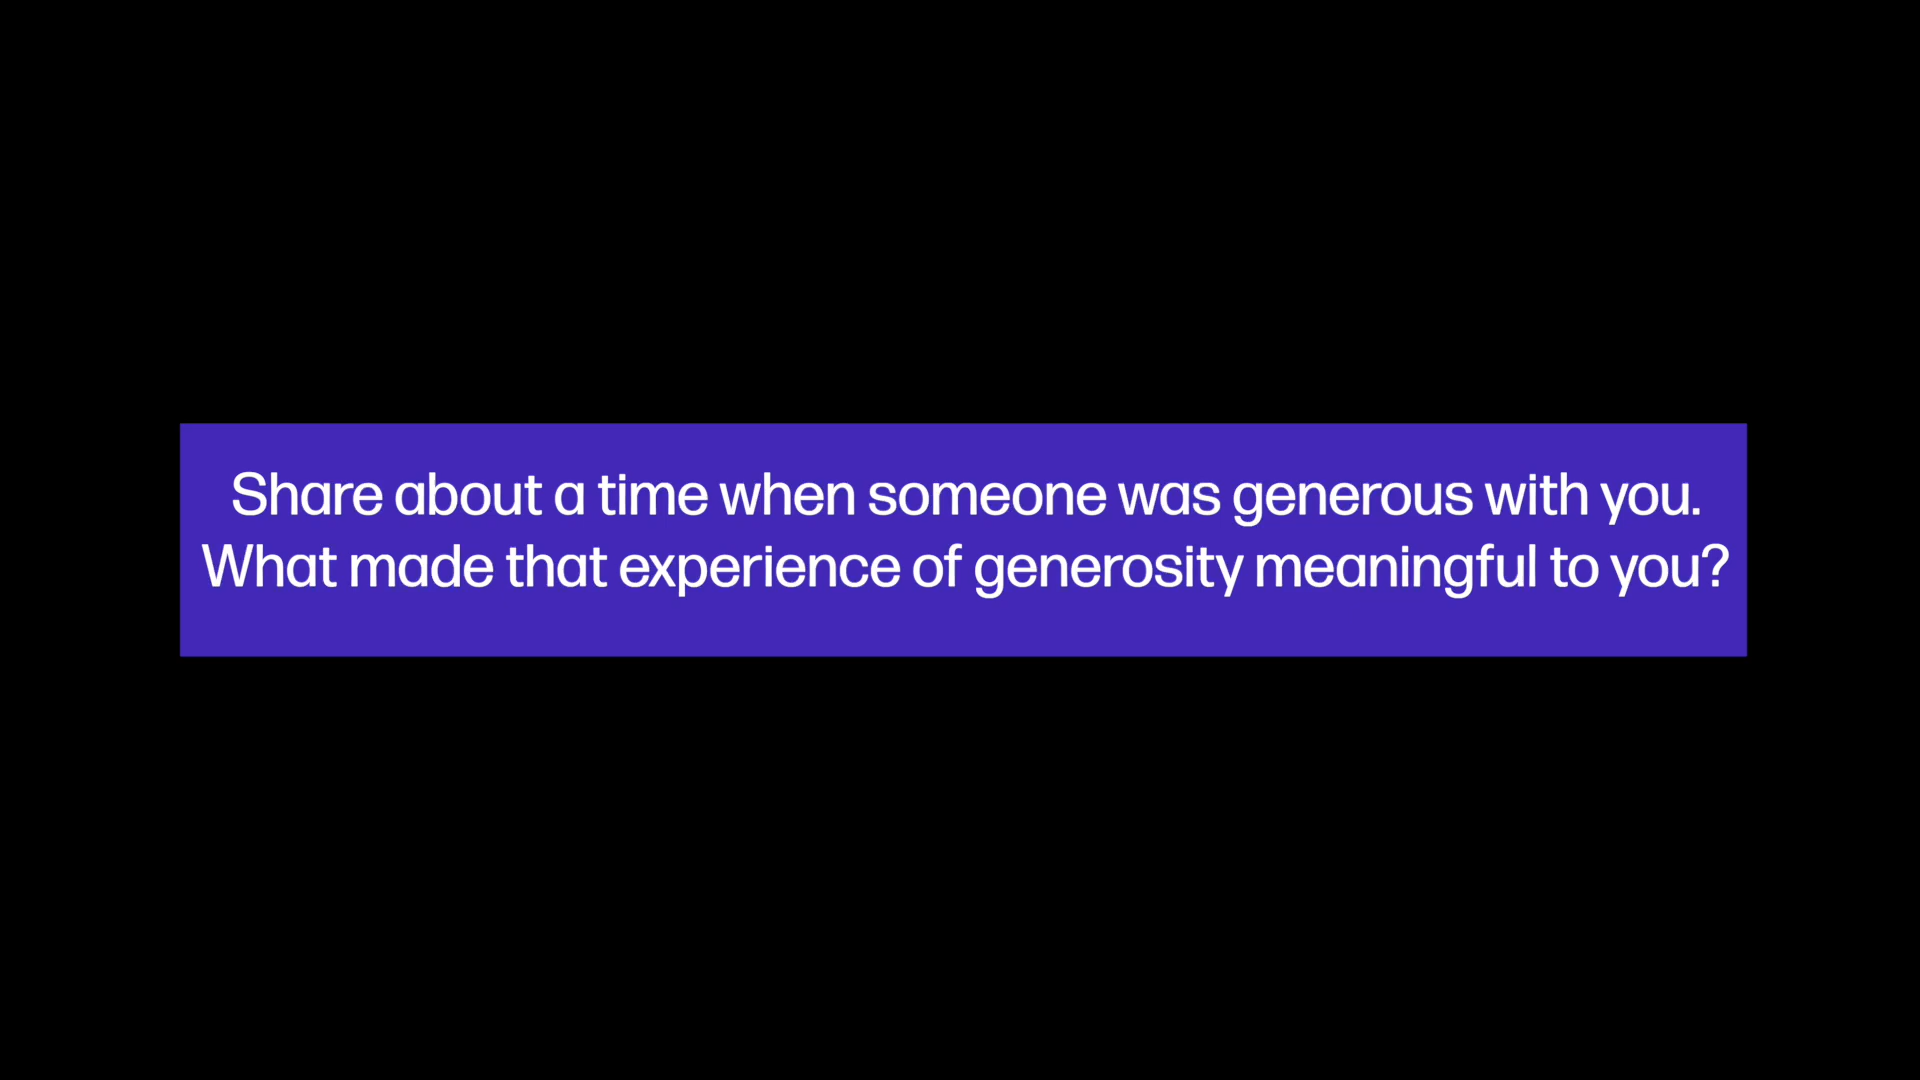 Share about a time when someone was generous with you.
What made that experience of generosity meaningful to you?